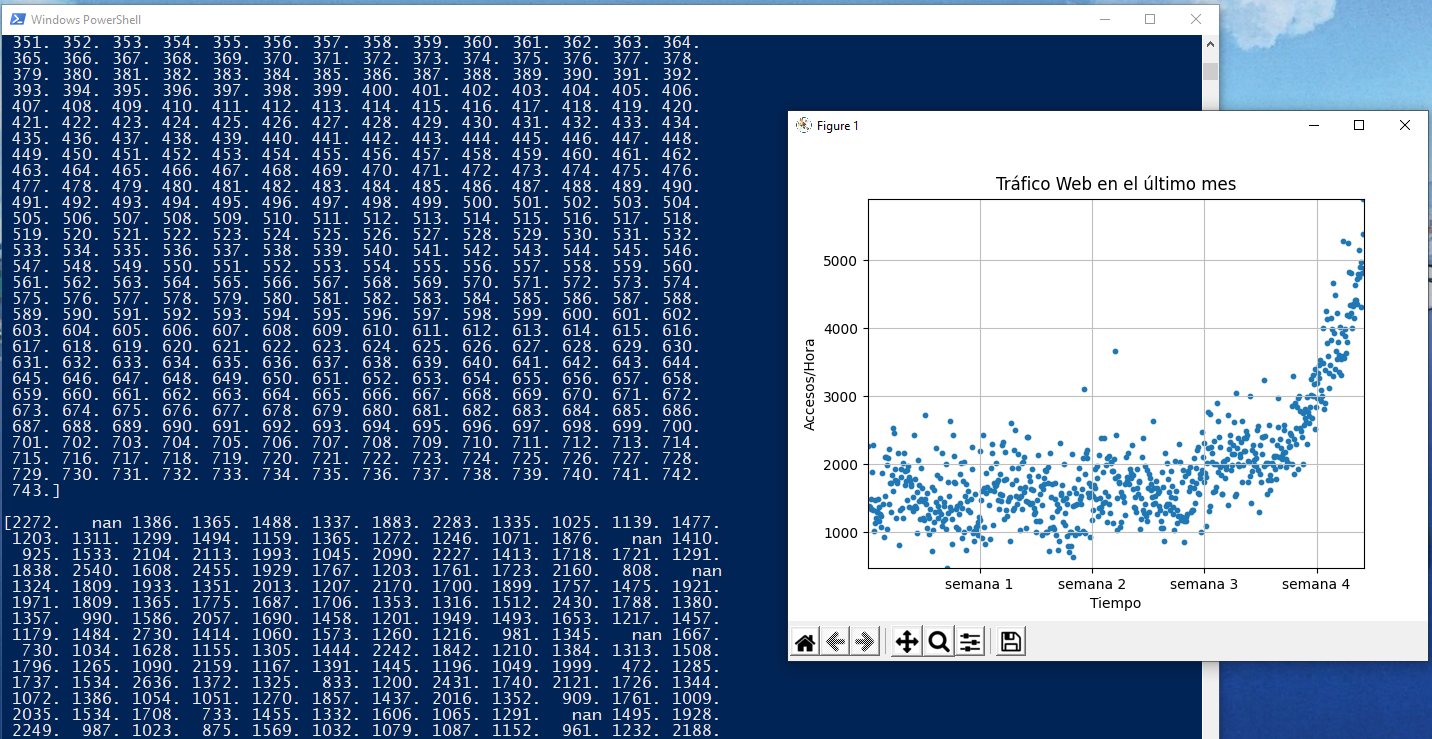 Windows PowerShell
351. 352. 353. 354. 355. 356. 357. 358. 359. 360. 361. 362. 363. 364.
365. 366. 367. 368. 369. 370. 371. 372. 373. 374. 375. 376. 377. 378.
379. 380. 381. 382. 383. 384. 385. 386. 387. 388. 389. 390. 391. 392.
393. 394. 395. 396. 397. 398. 399. 400. 401. 402. 403. 404. 405. 406.
407. 408. 409. 410. 411. 412. 413. 414. 415. 416. 417. 418. 419. 420.
421. 422. 423. 424. 425. 426. 427. 428. 429. 430. 431. 432. 433. 434.
435. 436. 437. 438. 439. 440. 441. 442. 443. 444. 445. 446. 447. 448.
449. 450. 451. 452. 453. 454. 455. 456. 457. 458. 459. 460. 461. 462.
463. 464. 465. 466. 467. 468. 469. 470. 471. 472. 473. 474. 475. 476.
477. 478. 479. 480. 481. 482. 483. 484. 485. 486. 487. 488. 489. 490.
491. 492. 493. 494. 495. 496. 497. 498. 499. 500. 501. 502. 503. 504.
505. 506. 507. 508. 509. 510. 511. 512. 513. 514. 515. 516. 517. 518.
519. 520. 521. 522. 523. 524. 525. 526. 527. 528. 529. 530. 531. 532.
533. 534. 535. 536. 537. 538. 539. 540. 541. 542. 543. 544. 545. 546.
547. 548. 549. 550. 551. 552. 553. 554. 555. 556. 557. 558. 559. 560.
561. 562. 563. 564. 565. 566. 567. 568. 569. 570. 571. 572. 573. 574.
575. 576. 577. 578. 579. 580. 581. 582. 583. 584. 585. 586. 587. 588.
589. 590. 591. 592. 593. 594. 595. 596. 597. 598. 599. 600. 601. 602.
603. 604. 605. 606. 607. 608. 609. 610. 611. 612. 613. 614. 615. 616.
617. 618. 619. 620. 621. 622. 623. 624. 625. 626. 627. 628. 629. 630.
631. 632. 633. 634. 635. 636. 637. 638. 639. 640. 641. 642. 643. 644.
645. 646. 647. 648. 649. 650. 651. 652. 653. 654. 655. 656. 657. 658.
659. 660. 661. 662. 663. 664. 665. 666. 667. 668. 669. 670. 671. 672.
673. 674. 675. 676. 677. 678. 679. 680. 681. 682. 683. 684. 685. 686.
687. 688. 689. 690. 691. 692. 693. 694. 695. 696. 697. 698. 699. 700.
701. 702. 703. 704. 705. 706. 707. 708. 709. 710. 711. 712. 713. 714.
715. 716. 717. 718. 719. 720. 721. 722. 723. 724. 725. 726. 727. 728.
729. 730. 731. 732. 733. 734. 735. 736. 737. 738. 739. 740. 741. 742.
743.]
[2272. nan 1386. 1365. 1488. 1337. 1883. 2283. 1335. 1025. 1139. 1477.
1203. 1311. 1299. 1494. 1159. 1365. 1272. 1246. 1071. 1876. nan 1410.
925. 1533. 2104. 2113. 1993. 1045. 2090. 2227. 1413. 1718. 1721. 1291.
1838. 2540. 1608. 2455. 1929. 1767. 1203. 1761. 1723. 2160. 808. nan
1324. 1809. 1933. 1351. 2013. 1207. 2170. 1700. 1899. 1757. 1475. 1921.
1971. 1809. 1365. 1775. 1687. 1706. 1353. 1316. 1512. 2430. 1788. 1380.
1357. 990. 1586. 2057. 1690. 1458. 1201. 1949. 1493. 1653. 1217. 1457.
1179. 1484. 2730. 1414. 1060. 1573. 1260. 1216. 981. 1345. nan 1667.
730. 1034. 1628. 1155. 1305. 1444. 2242. 1842. 1210. 1384. 1313. 1508.
1796. 1265. 1090. 2159. 1167. 1391. 1445. 1196. 1049. 1999. 472. 1285.
1737. 1534. 2636. 1372. 1325. 833. 1200. 2431. 1740. 2121. 1726. 1344.
1072. 1386. 1054. 1051. 1270. 1857. 1437. 2016. 1352. 909. 1761. 1009.
2035. 1534. 1708. 733. 1455. 1332. 1606. 1065. 1291. nan 1495. 1928.
2249. 987. 1023. 875. 1569. 1032. 1079. 1087. 1152. 961. 1232. 2188.
Figure 1
Tráfico Web en el último mes
5000
4000
3000
2000
1000
Accesos/Hora
semana 1 semana 2 semana 3 semana 4
Tiempo